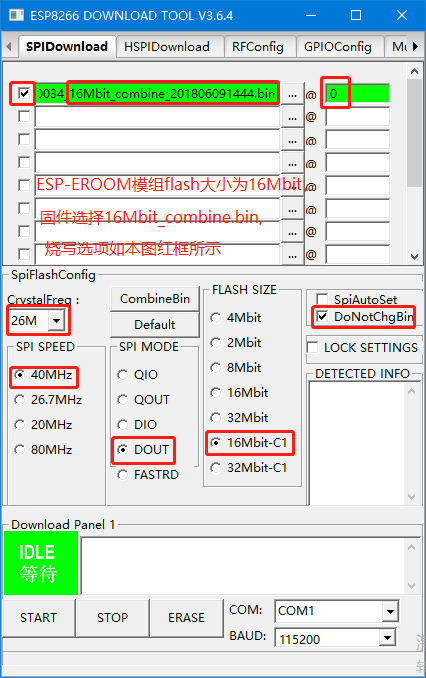 ESP8266 DOWNLOAD TOOL V3.6.4
SPIDownload HSPIDownload RFConfig GPIOConfig Mu
0034_16Mbit_combine_201806091444.bin ... @ 0
... @
... @
... @
... @
ESP-EROOM模组flash大小为16Mbit,
... @
固件选择16Mbit_combine.bin,
... @
烧写选项如本图红框所示
SpiFlashConfig
CrystalFreq :
26M
CombineBin
Default
SPI SPEED
40MHz
26.7MHz
20MHz
80MHz
SPI MODE
QIO
QOUT
DIO
DOUT
FASTRD
FLASH SIZE
4Mbit
2Mbit
8Mbit
16Mbit
32Mbit
16Mbit-C1
32Mbit-C1
SpiAutoSet
DoNotChgBin
LOCK SETTINGS
DETECTED INFO
Download Panel 1
IDLE
等待
START STOP ERASE
COM: COM1
BAUD: 115200